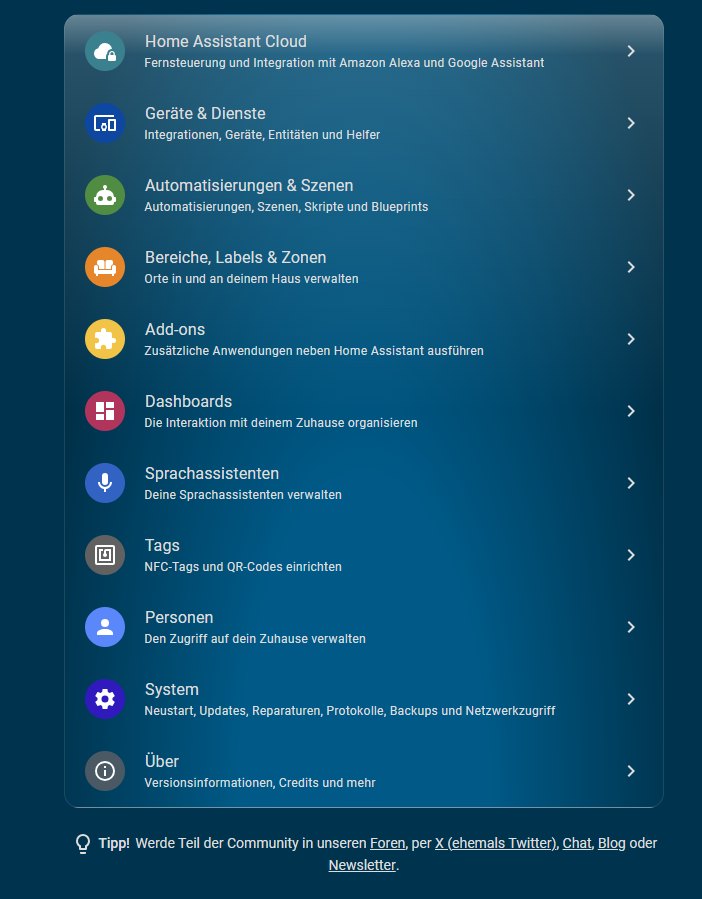 Home Assistant Cloud
Fernsteuerung und Integration mit Amazon Alexa und Google Assistant
Geräte & Dienste
Integrationen, Geräte, Entitäten und Helfer
Automatisierungen & Szenen
Automatisierungen, Szenen, Skripte und Blueprints
Bereiche, Labels & Zonen
Orte in und an deinem Haus verwalten
Add-ons
Zusätzliche Anwendungen neben Home Assistant ausführen
Dashboards
Die Interaktion mit deinem Zuhause organisieren
Sprachassistenten
Deine Sprachassistenten verwalten
Tags
NFC-Tags und QR-Codes einrichten
Personen
Den Zugriff auf dein Zuhause verwalten
System
Neustart, Updates, Reparaturen, Protokolle, Backups und Netzwerkzugriff
Über
Versionsinformationen, Credits und mehr
Tipp! Werde Teil der Community in unseren Foren, per X (ehemals Twitter), Chat, Blog oder
Newsletter.